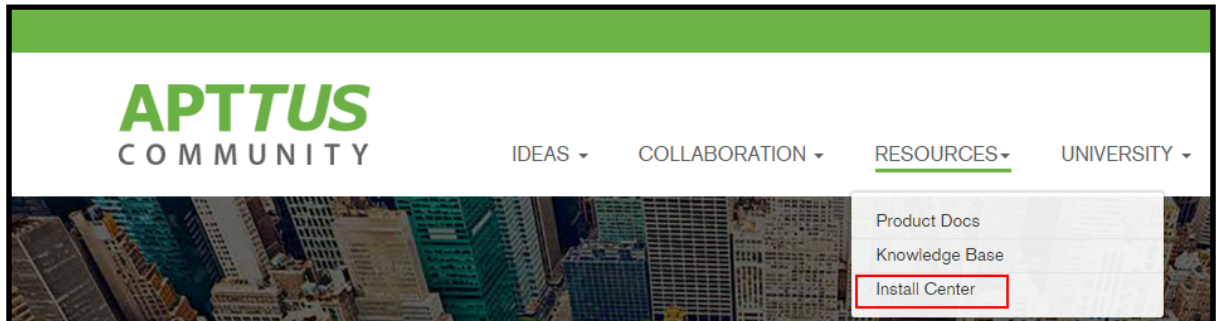 APTTUS
COMMUNITY
IDEAS COLLABORATION RESOURCES UNIVERSITY
Product Docs
Knowledge Base
Install Center